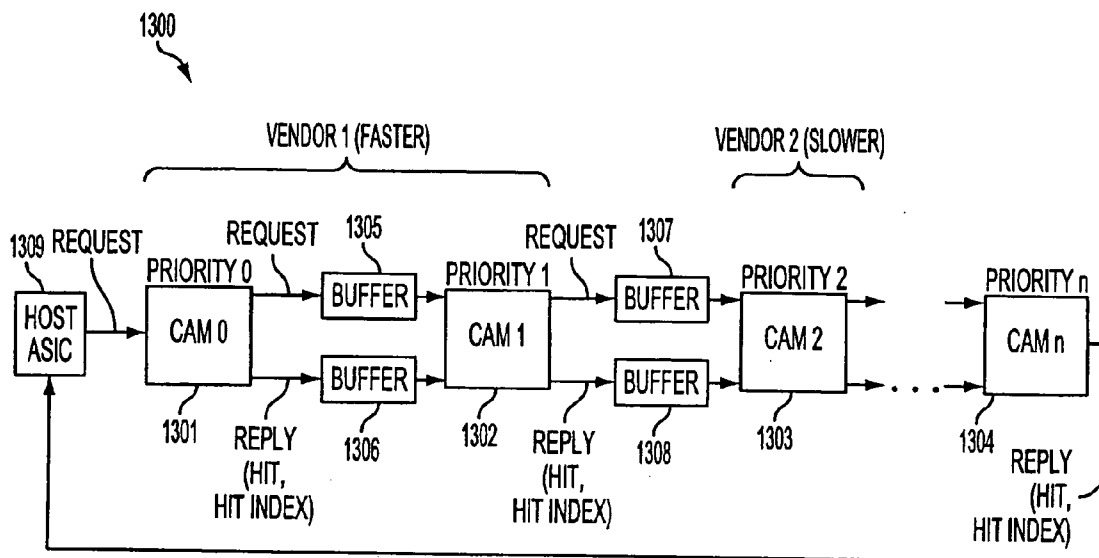 1300
VENDOR 1 (FASTER)
VENDOR 2 (SLOWER)
1309
REQUEST
HOST
ASIC
PRIORITY 0
CAM 0
1301
REQUEST
1305
BUFFER
BUFFER
1306
REPLY
(HIT,
HIT INDEX)
PRIORITY 1
CAM 1
1302
REQUEST
1307
BUFFER
BUFFER
1308
REPLY
(HIT,
HIT INDEX)
PRIORITY 2
CAM 2
1303
. . .
PRIORITY n
CAM n
1304
REPLY
(HIT,
HIT INDEX)